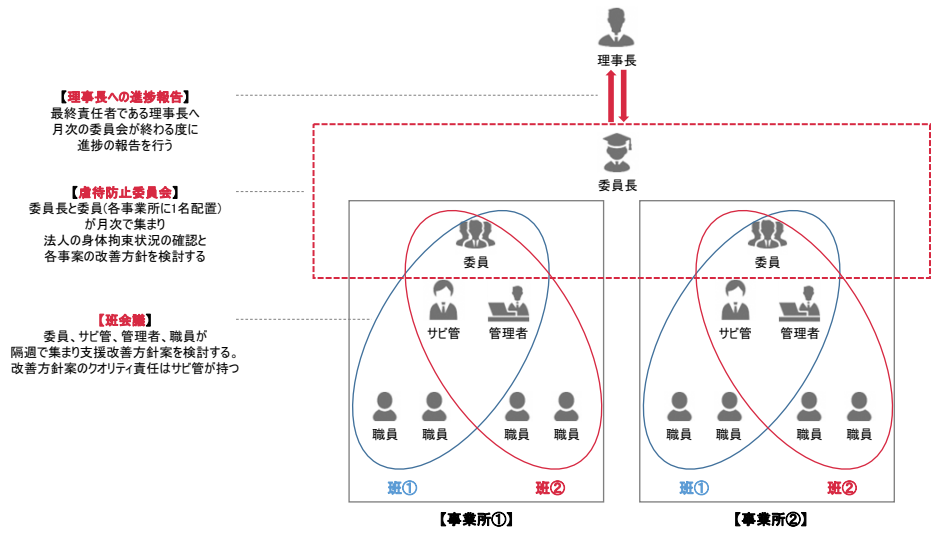 理事長
【理事長への進捗報告】
最終責任者である理事長へ
月次の委員会が終わる度に
進捗の報告を行う
委員長
【虐待防止委員会】
委員長と委員(各事業所に1名配置)
が月次で集まり
法人の身体拘束状況の確認と
各事案の改善方針を検討する
委員
委員
【班会議】
委員、サビ管、管理者、職員が
隔週で集まり支援改善方針案を検討する。
改善方針案のクオリティ責任はサビ管が持つ
サビ管 管理者
サビ管 管理者
職員 職員 職員 職員
職員 職員 職員 職員
班① 班②
班① 班②
【事業所①】
【事業所②】